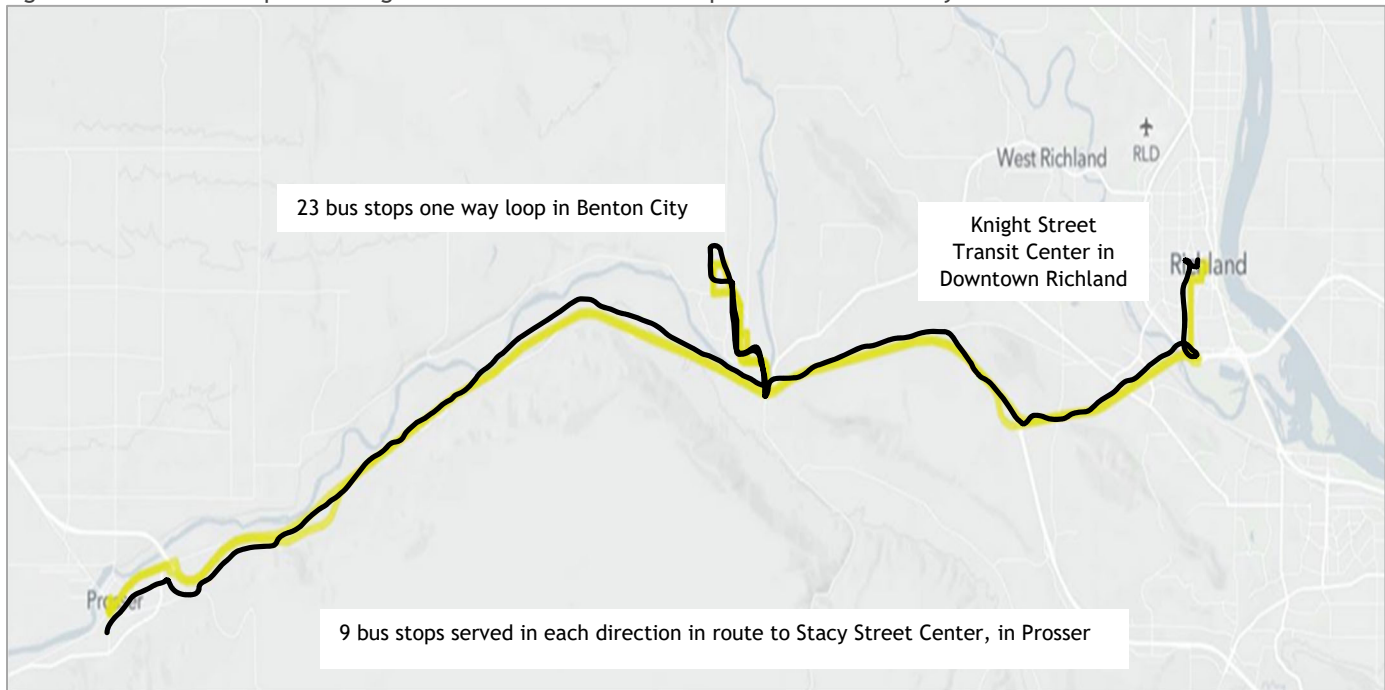 West Richland
RLD
23 bus stops one way loop in Benton City
Knight Street
Transit Center in
Downtown Richland
Richland
Prosser
9 bus stops served in each direction in route to Stacy Street Center, in Prosser